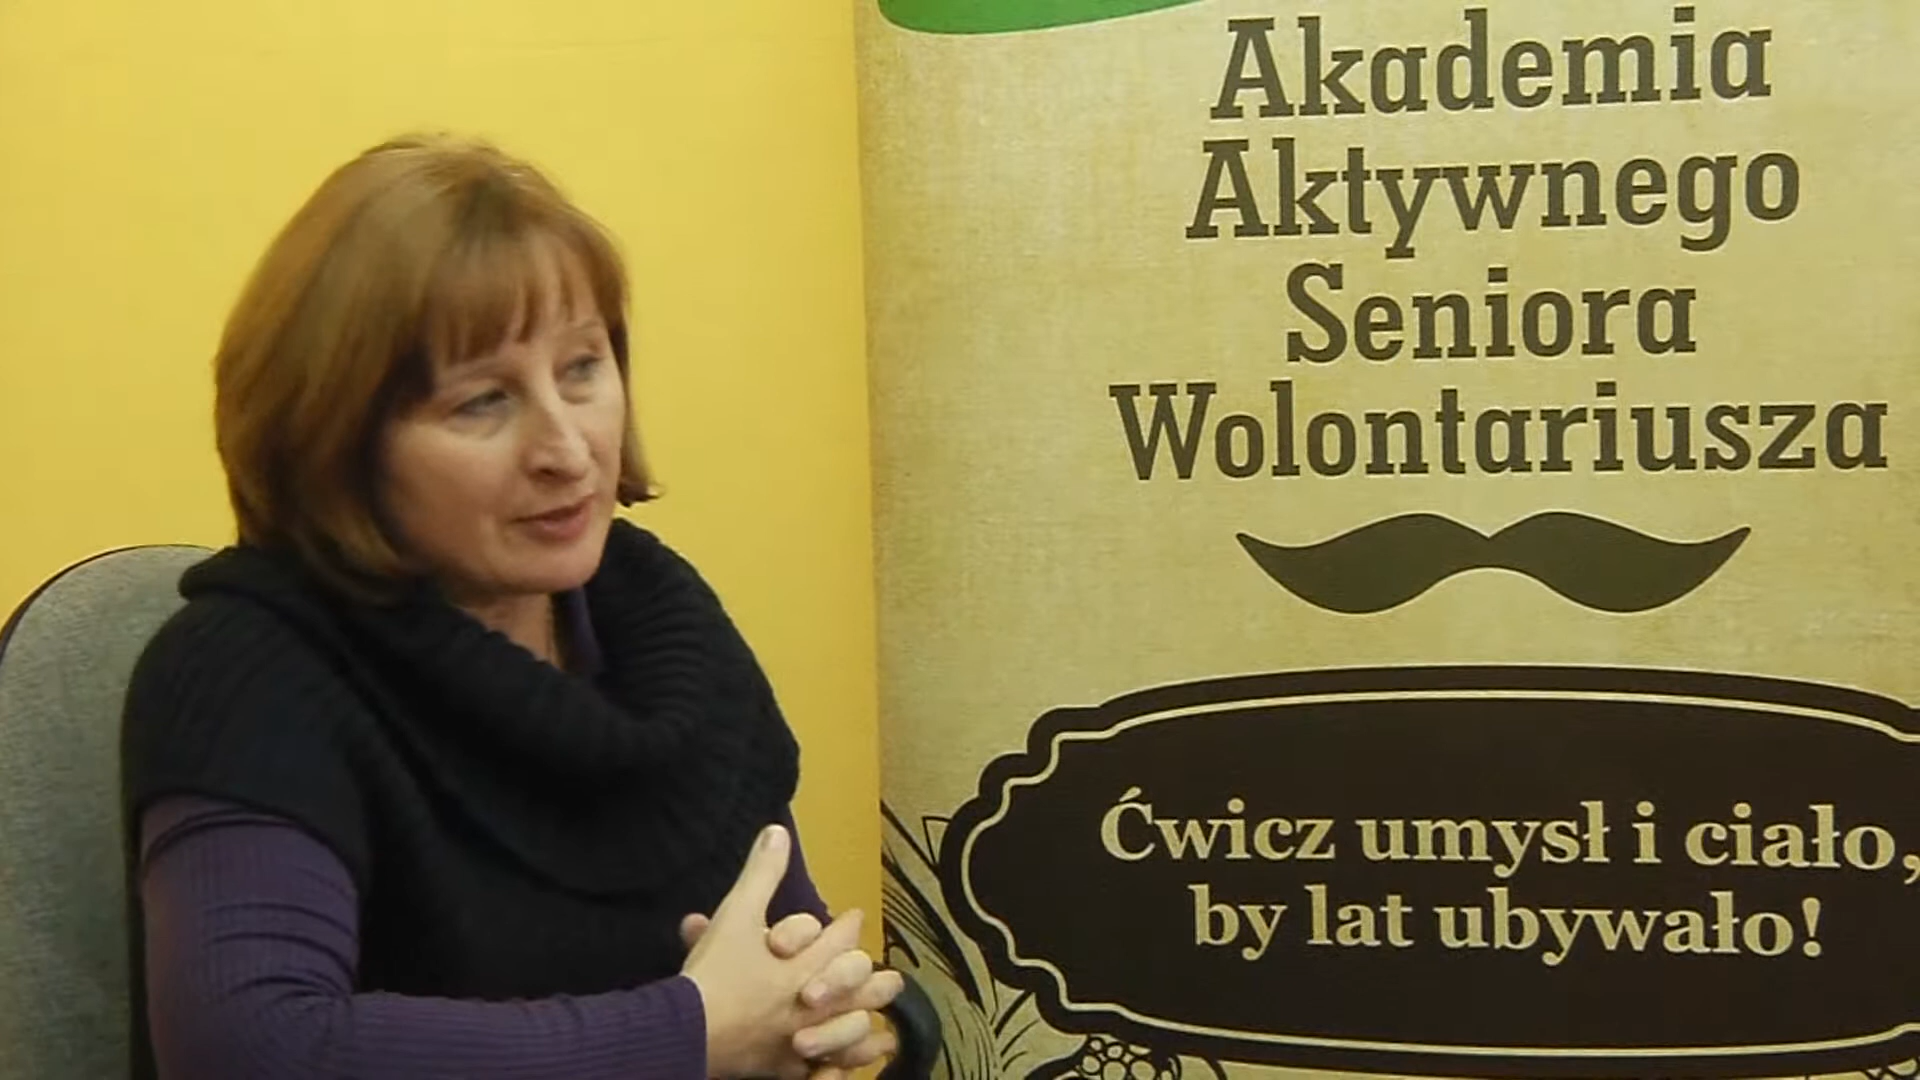 Akademia
Aktywnego
Seniora
Wolontariusza
Ćwicz umysł i ciało,
by lat ubywało!